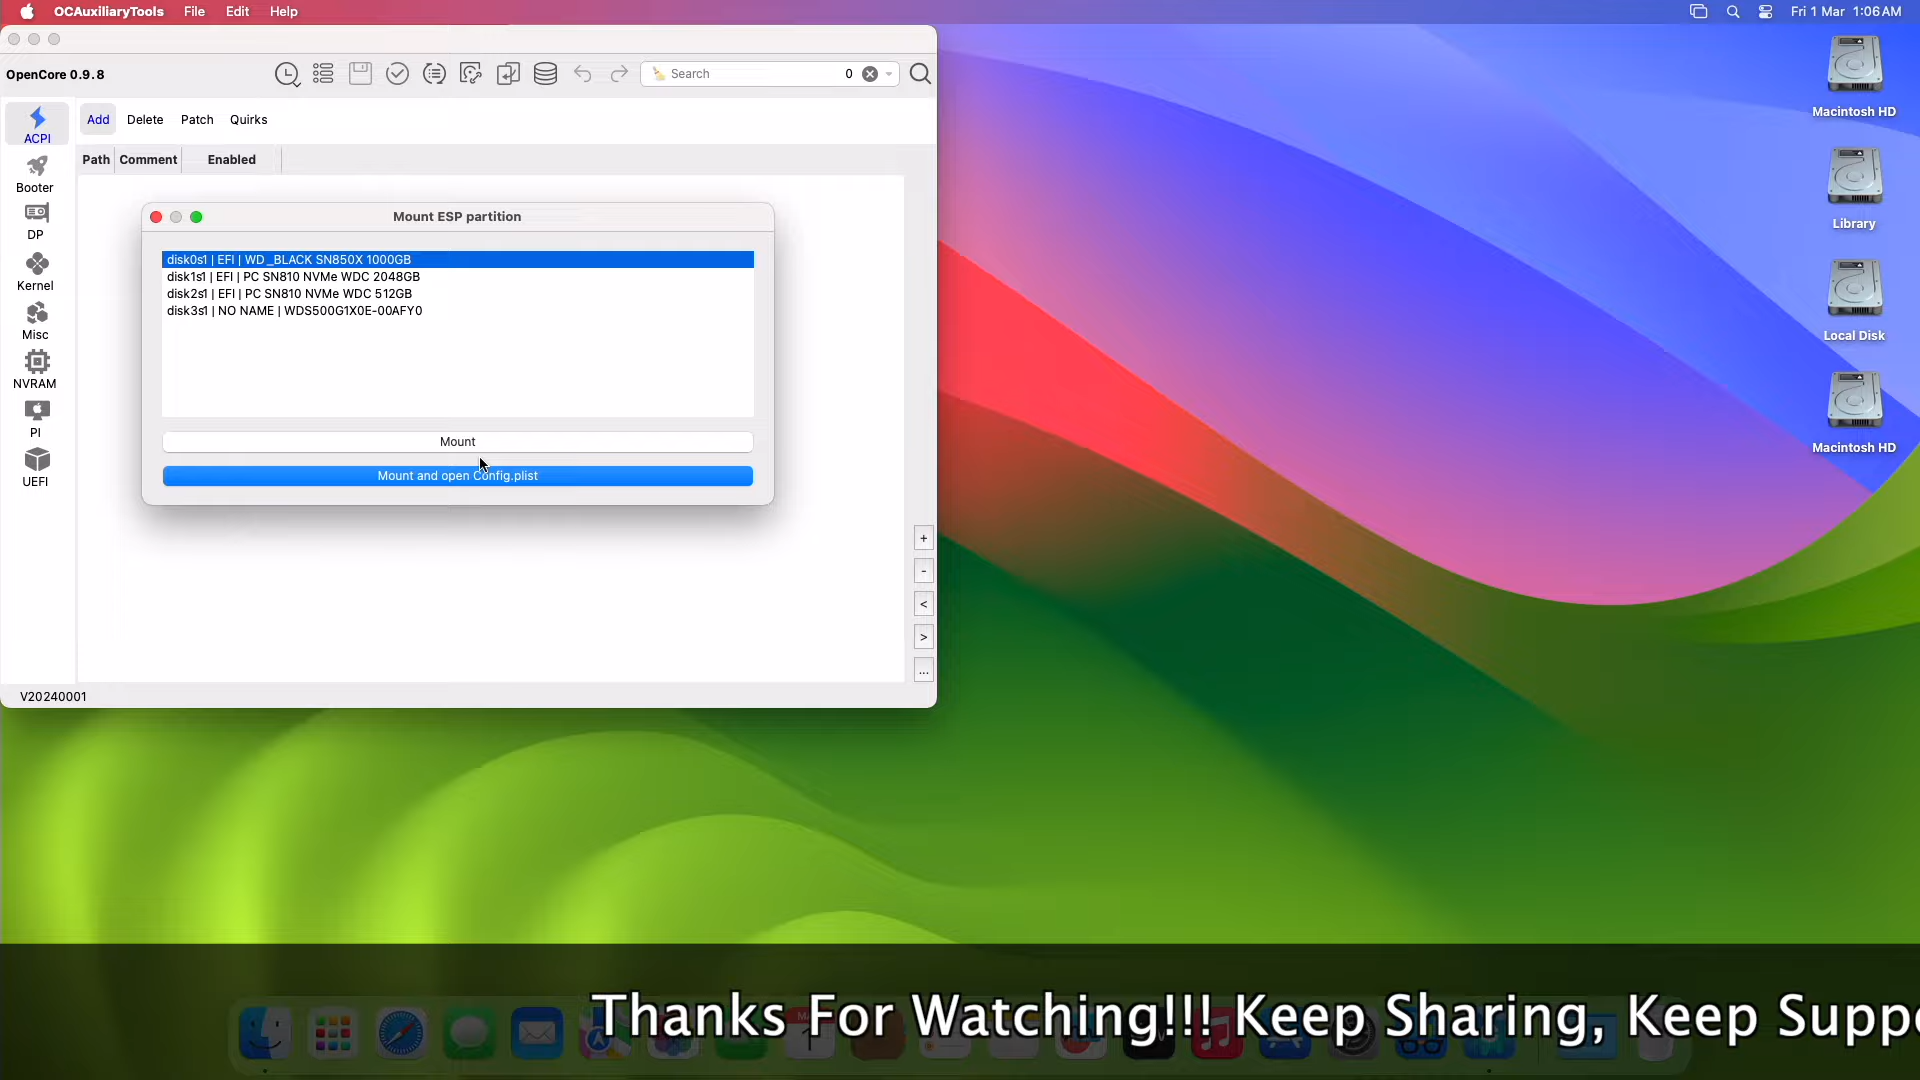 OCAuxiliaryTools File Edit Help
Fri 1 Mar 1:06 AM
OpenCore 0.9.8
Search 0
ACPI
Booter
DP
Kernel
Misc
NVRAM
PI
UEFI
Add Delete Patch Quirks
Path Comment Enabled
Mount ESP partition
disk0s1 | EFI | WD_BLACK SN850X 1000GB
disk1s1 | EFI | PC SN810 NVMe WDC 2048GB
disk2s1 | EFI | PC SN810 NVMe WDC 512GB
disk3s1 | NO NAME | WDS500G1X0E-00AFY0
Mount
Mount and open Config.plist
+
-
<
>
...
V20240001
Macintosh HD
Library
Local Disk
Macintosh HD
Thanks For Watching!!! Keep Sharing, Keep Suppo